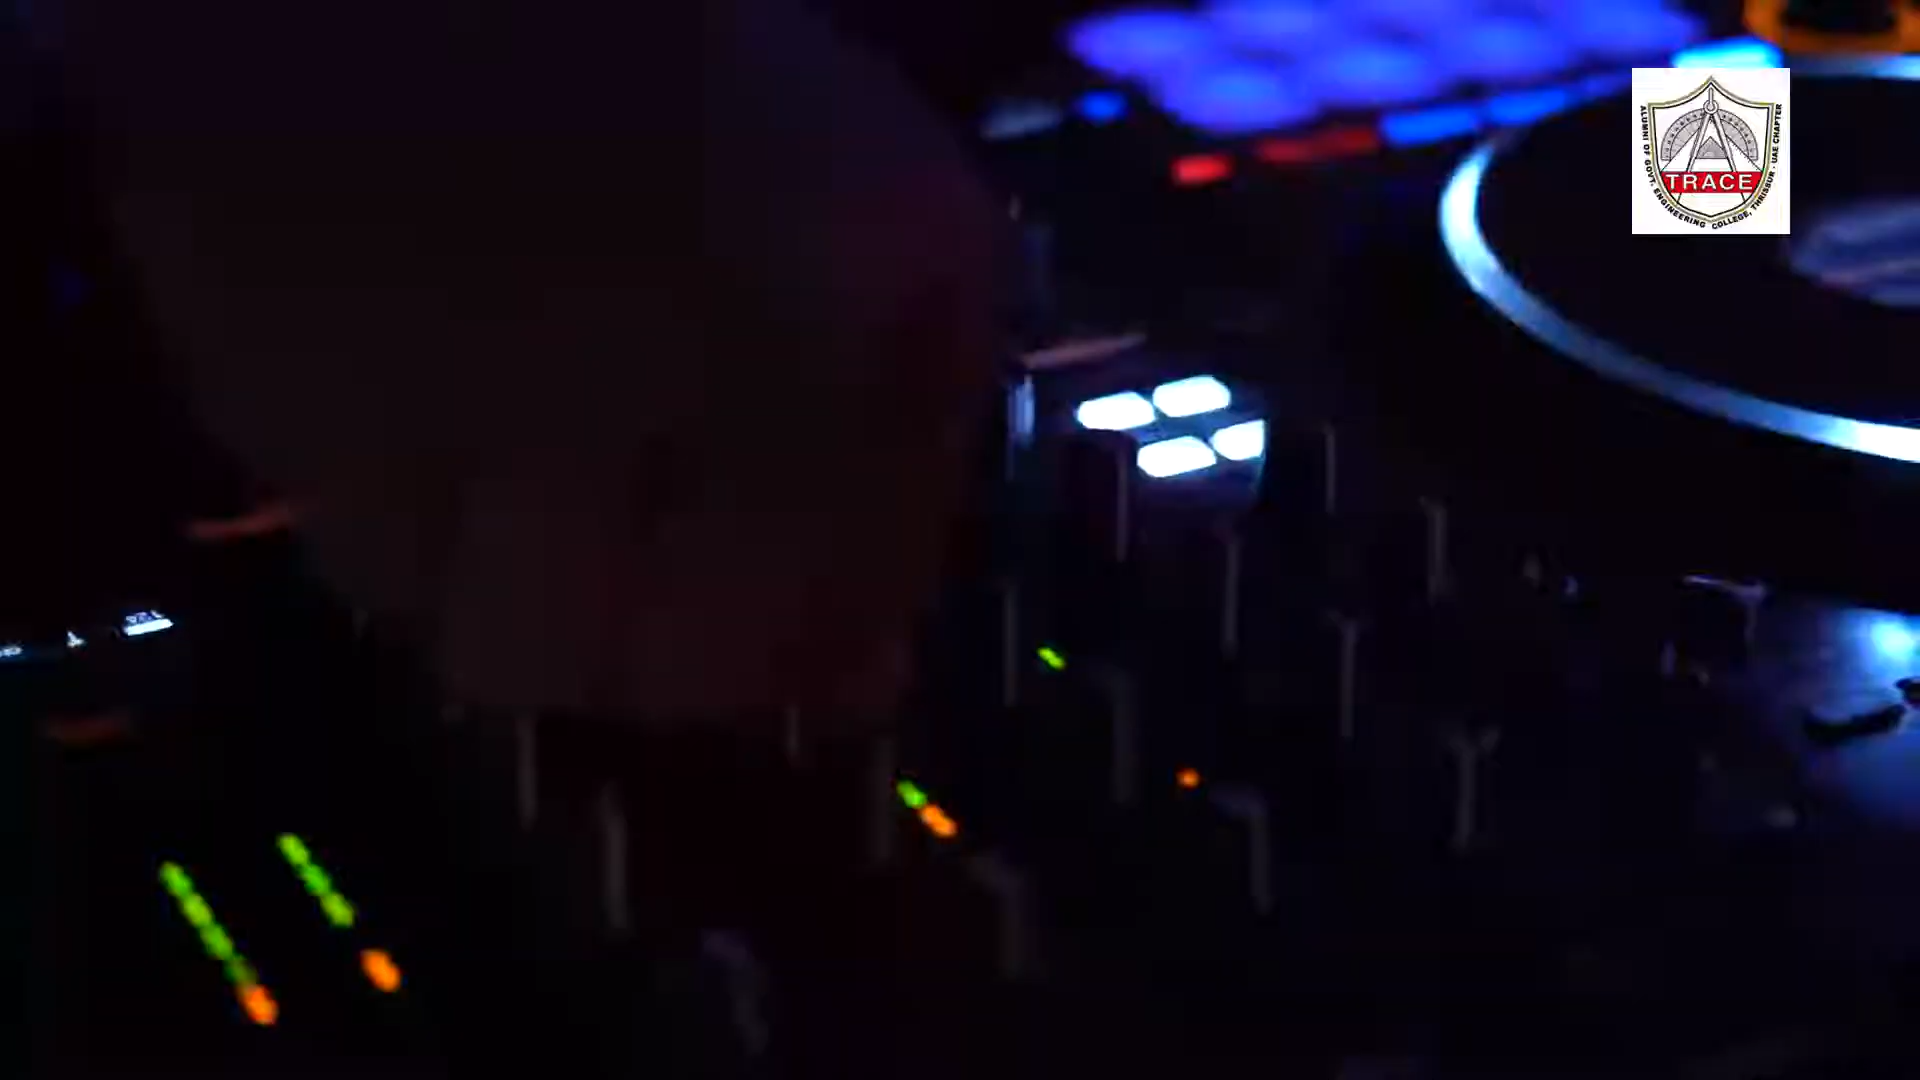 TRACE
ALUMNI OF GOVT. ENGINEERING COLLEGE, THRISSUR - UAE CHAPTER